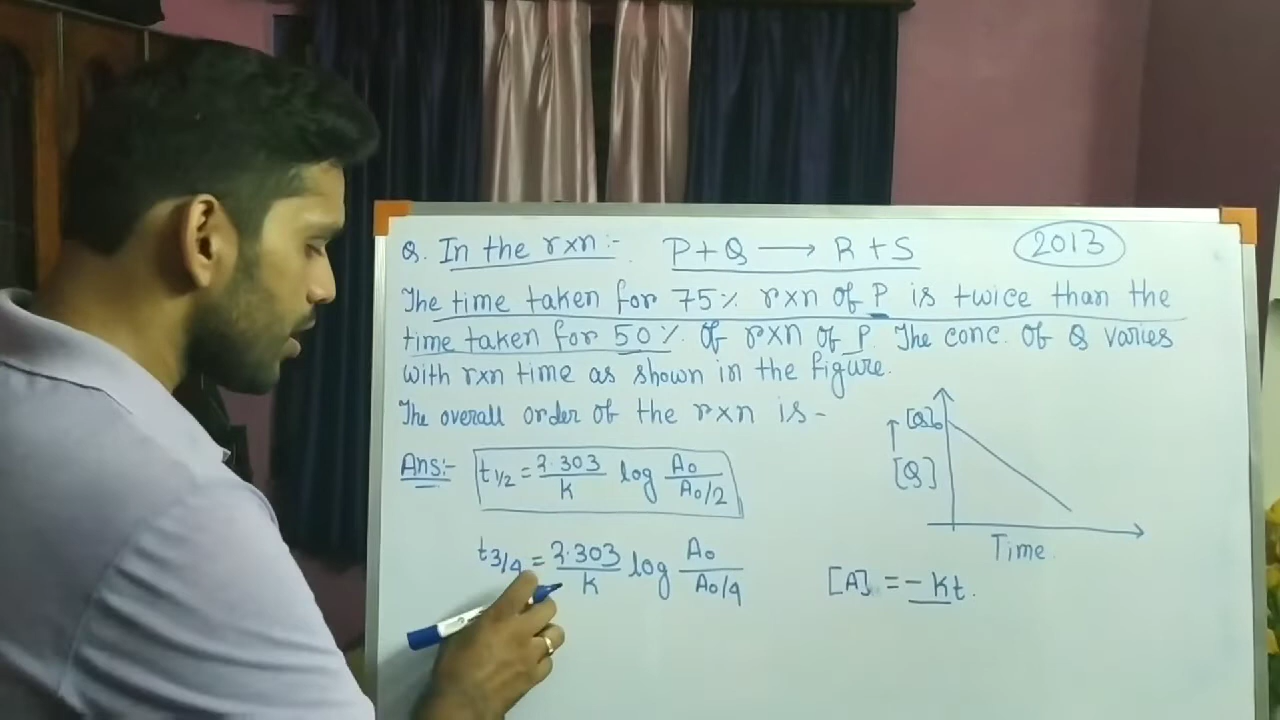 Q. In the rxn :- P + Q ⟶ R + S 2013
The time taken for 75% rxn of P is twice than the
time taken for 50% of rxn of P. The conc. of Q varies
with rxn time as shown in the figure.
The overall order of the rxn is -
Ans:- t1/2 = 2.303/K log A0/A0/2
t3/4 = 2.303/K log A0/A0/4
[Q]0
↑ [Q]
Time
[A] = -Kt.